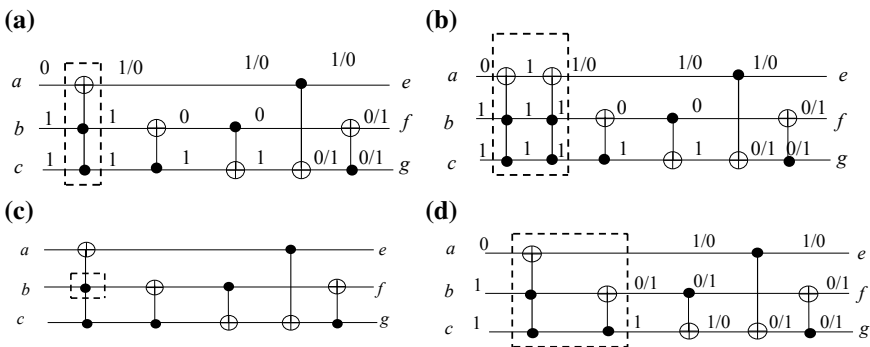 (a)
0 1/0 1/0 1/0
a e
1 1 0 0 0/1
b f
1 1 1 1 0/1 0/1
c g
(b)
0 1 1/0 1/0 1/0
a e
1 1 1 0 0 0/1
b f
1 1 1 1 1 0/1 0/1
c g
(c)
a e
b f
c g
(d)
0 1/0 1/0
a e
1 0/1 0/1 0/1
b f
1 1 1/0 0/1 0/1
c g